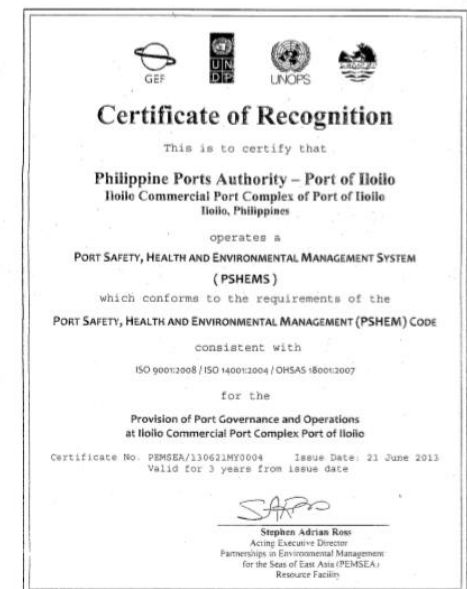 GEF
UN
DP
UNOPS
Certificate of Recognition
This is to certify that
Philippine Ports Authority – Port of Iloilo
Iloilo Commercial Port Complex of Port of Iloilo
Iloilo, Philippines
operates a
PORT SAFETY, HEALTH AND ENVIRONMENTAL MANAGEMENT SYSTEM
(PSHEMS)
which conforms to the requirements of the
PORT SAFETY, HEALTH AND ENVIRONMENTAL MANAGEMENT (PSHEM) CODE
consistent with
ISO 9001:2008 / ISO 14001:2004 / OHSAS 18001:2007
for the
Provision of Port Governance and Operations
at Iloilo Commercial Port Complex Port of Iloilo
Certificate No. PEMSEA/130621MY0004 Issue Date: 21 June 2013
Valid for 3 years from issue date
Stephen Adrian Ross
Acting Executive Director
Partnerships in Environmental Management
for the Seas of East Asia (PEMSEA)
Resource Facility